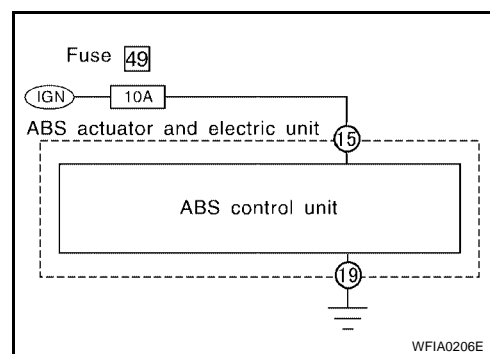 Fuse 49
IGN 10A
ABS actuator and electric unit 15
ABS control unit
19
WFIA0206E